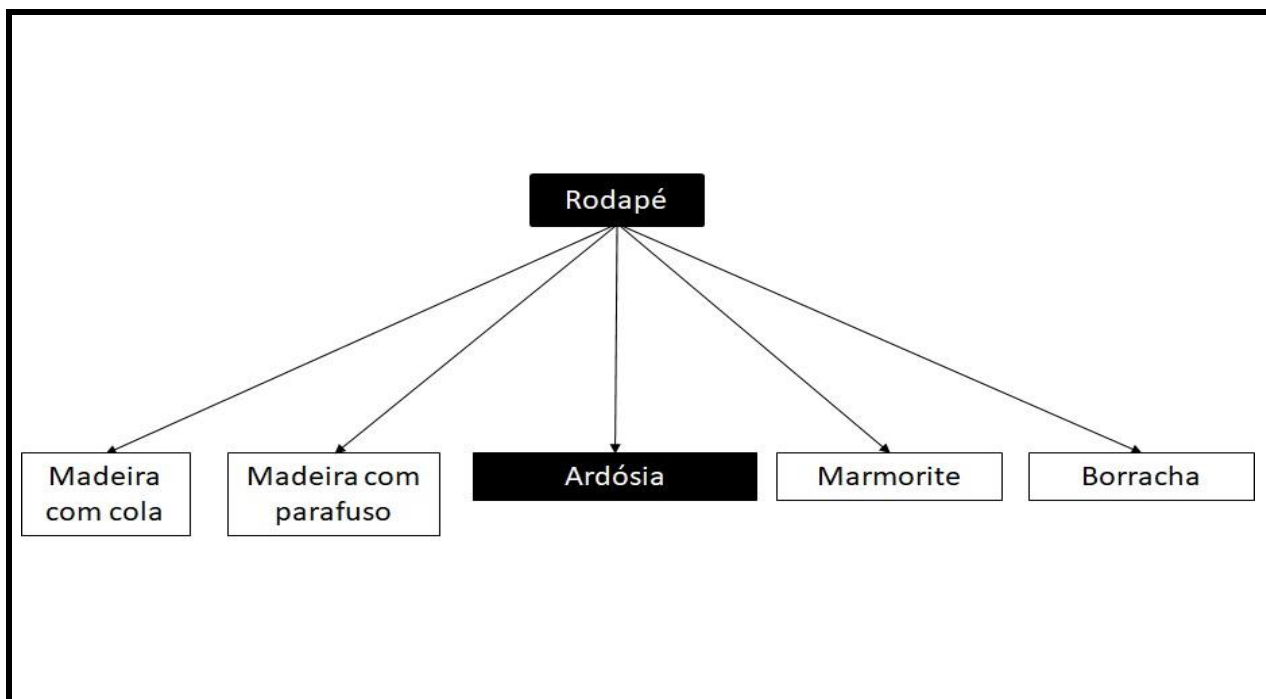 Rodapé
Madeira
com cola
Madeira com
parafuso
Ardósia
Marmorite
Borracha